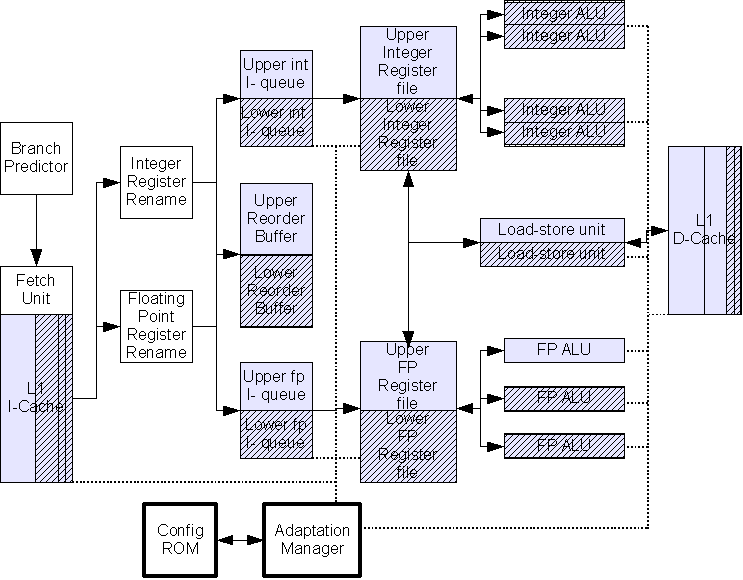 Integer ALU
Integer ALU
Upper int
I- queue
Lower int
I- queue
Upper
Integer
Register
file
Lower
Integer
Register
file
Integer ALU
Integer ALU
Branch
Predictor
Integer
Register
Rename
Upper
Reorder
Buffer
Lower
Reorder
Buffer
Load-store unit
Load-store unit
L1
D-Cache
Fetch
Unit
L1
I-Cache
Floating
Point
Register
Rename
Upper fp
I- queue
Lower fp
I- queue
Upper
FP
Register
file
Lower
FP
Register
file
FP ALU
FP ALU
FP ALU
Config
ROM
Adaptation
Manager